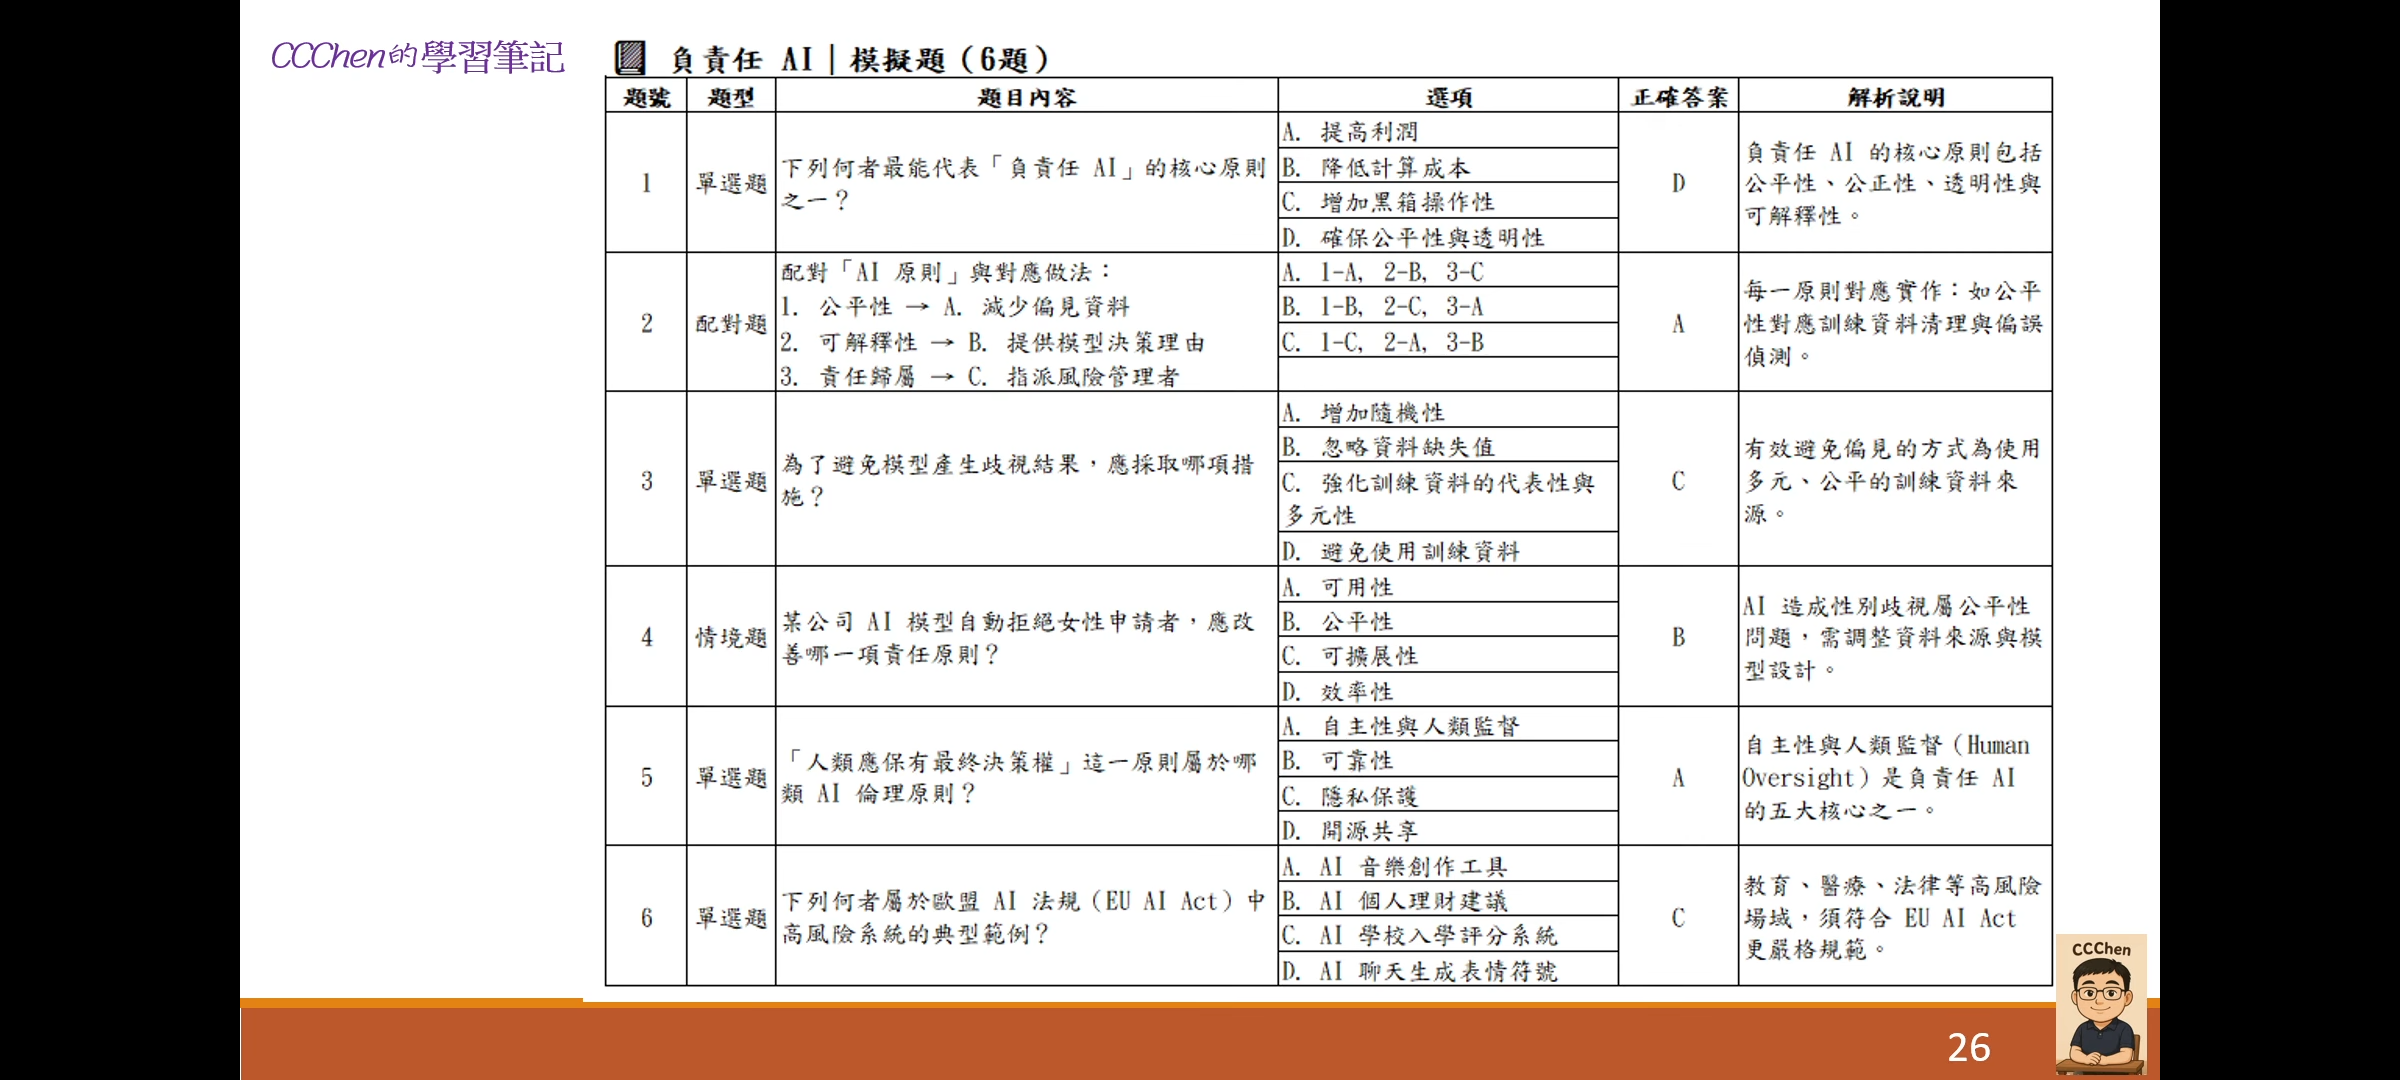 CCChen的學習筆記
負責任 AI|模擬題(6題)
題號 題型 題目內容 選項 正確答案 解析說明
1 單選題
下列何者最能代表「負責任 AI」的核心原則
之一?
A. 提高利潤
B. 降低計算成本
C. 增加黑箱操作性
D. 確保公平性與透明性
D
負責任 AI 的核心原則包括
公平性、公正性、透明性與
可解釋性。
2 配對題
配對「AI 原則」與對應做法:
1. 公平性 → A. 減少偏見資料
2. 可解釋性 → B. 提供模型決策理由
3. 責任歸屬 → C. 指派風險管理者
A. 1-A, 2-B, 3-C
B. 1-B, 2-C, 3-A
C. 1-C, 2-A, 3-B
A
每一原則對應實作:如公平
性對應訓練資料清理與偏誤
偵測。
3 單選題
為了避免模型產生歧視結果,應採取哪項措
施?
A. 增加隨機性
B. 忽略資料缺失值
C. 強化訓練資料的代表性與
多元性
D. 避免使用訓練資料
C
有效避免偏見的方式為使用
多元、公平的訓練資料來
源。
4 情境題
某公司 AI 模型自動拒絕女性申請者,應改
善哪一項責任原則?
A. 可用性
B. 公平性
C. 可擴展性
D. 效率性
B
AI 造成性別歧視屬公平性
問題,需調整資料來源與模
型設計。
5 單選題
「人類應保有最終決策權」這一原則屬於哪
類 AI 倫理原則?
A. 自主性與人類監督
B. 可靠性
C. 隱私保護
D. 開源共享
A
自主性與人類監督(Human
Oversight)是負責任 AI
的五大核心之一。
6 單選題
下列何者屬於歐盟 AI 法規(EU AI Act)中
高風險系統的典型範例?
A. AI 音樂創作工具
B. AI 個人理財建議
C. AI 學校入學評分系統
D. AI 聊天生成表情符號
C
教育、醫療、法律等高風險
場域,須符合 EU AI Act
更嚴格規範。
CCChen
26